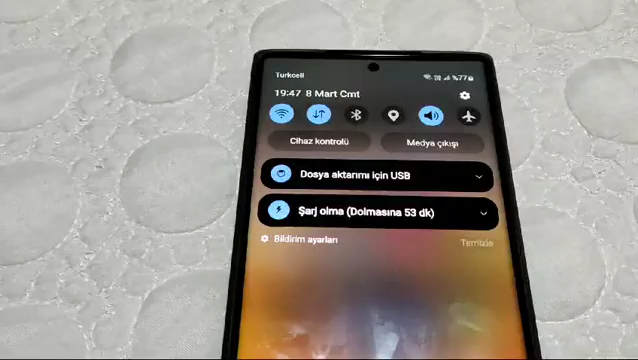 Turkcell
%77
19:47 8 Mart Cmt
Cihaz kontrolü
Medya çıkışı
Dosya aktarımı için USB
Şarj olma (Dolmasına 53 dk)
Bildirim ayarları
Temizle